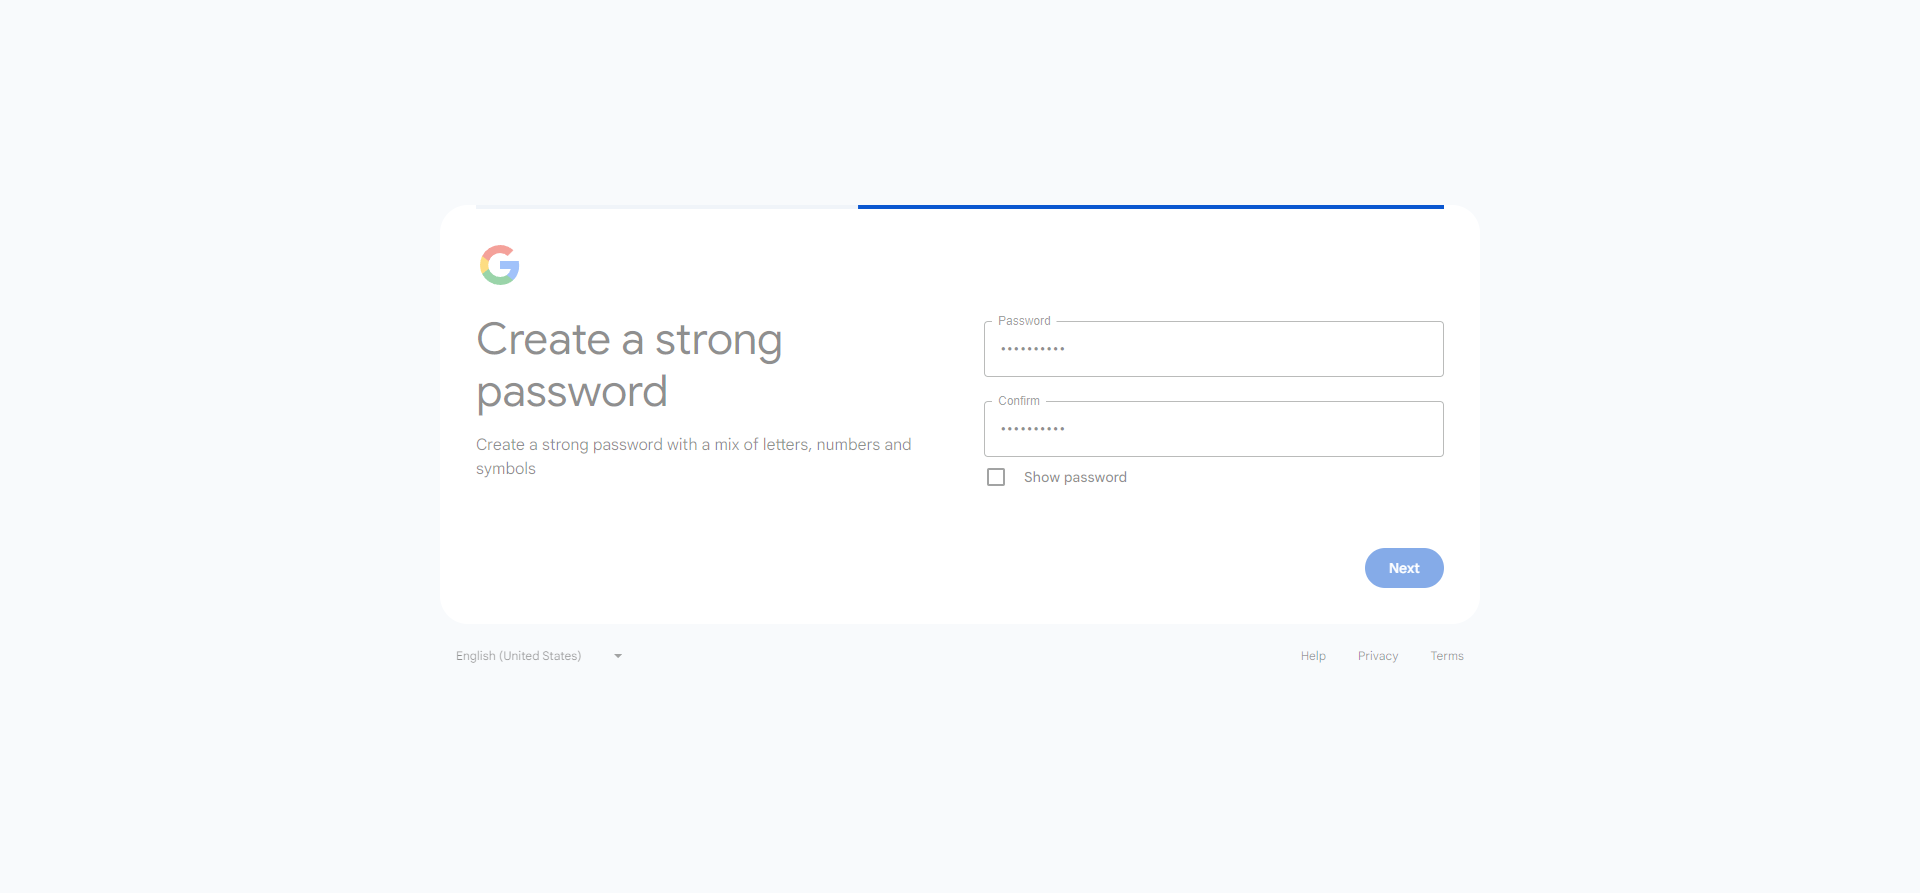 Create a strong
password
Create a strong password with a mix of letters, numbers and
symbols
Password
••••••••••
Confirm
••••••••••
Show password
Next
English (United States)
Help
Privacy
Terms